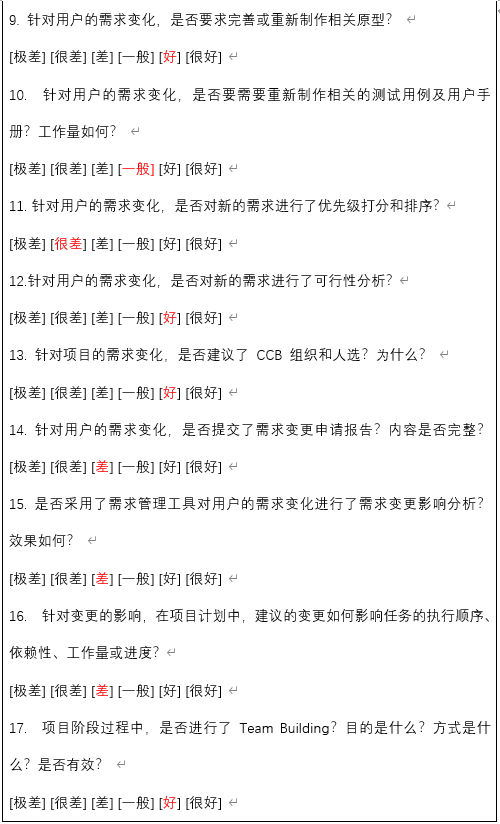 9. 针对用户的需求变化，是否要求完善或重新制作相关原型？ ↵
[极差] [很差] [差] [一般] [好] [很好] ↵
10. 针对用户的需求变化，是否要需要重新制作相关的测试用例及用户手
册？工作量如何？ ↵
[极差] [很差] [差] [一般] [好] [很好] ↵
11. 针对用户的需求变化，是否对新的需求进行了优先级打分和排序？↵
[极差] [很差] [差] [一般] [好] [很好] ↵
12.针对用户的需求变化，是否对新的需求进行了可行性分析？↵
[极差] [很差] [差] [一般] [好] [很好] ↵
13. 针对项目的需求变化，是否建议了 CCB 组织和人选？为什么？ ↵
[极差] [很差] [差] [一般] [好] [很好] ↵
14. 针对用户的需求变化，是否提交了需求变更申请报告？内容是否完整？
[极差] [很差] [差] [一般] [好] [很好] ↵
15. 是否采用了需求管理工具对用户的需求变化进行了需求变更影响分析？
效果如何？ ↵
[极差] [很差] [差] [一般] [好] [很好] ↵
16. 针对变更的影响，在项目计划中，建议的变更如何影响任务的执行顺序、
依赖性、工作量或进度？↵
[极差] [很差] [差] [一般] [好] [很好] ↵
17. 项目阶段过程中，是否进行了 Team Building？目的是什么？方式是什
么？是否有效？ ↵
[极差] [很差] [差] [一般] [好] [很好] ↵